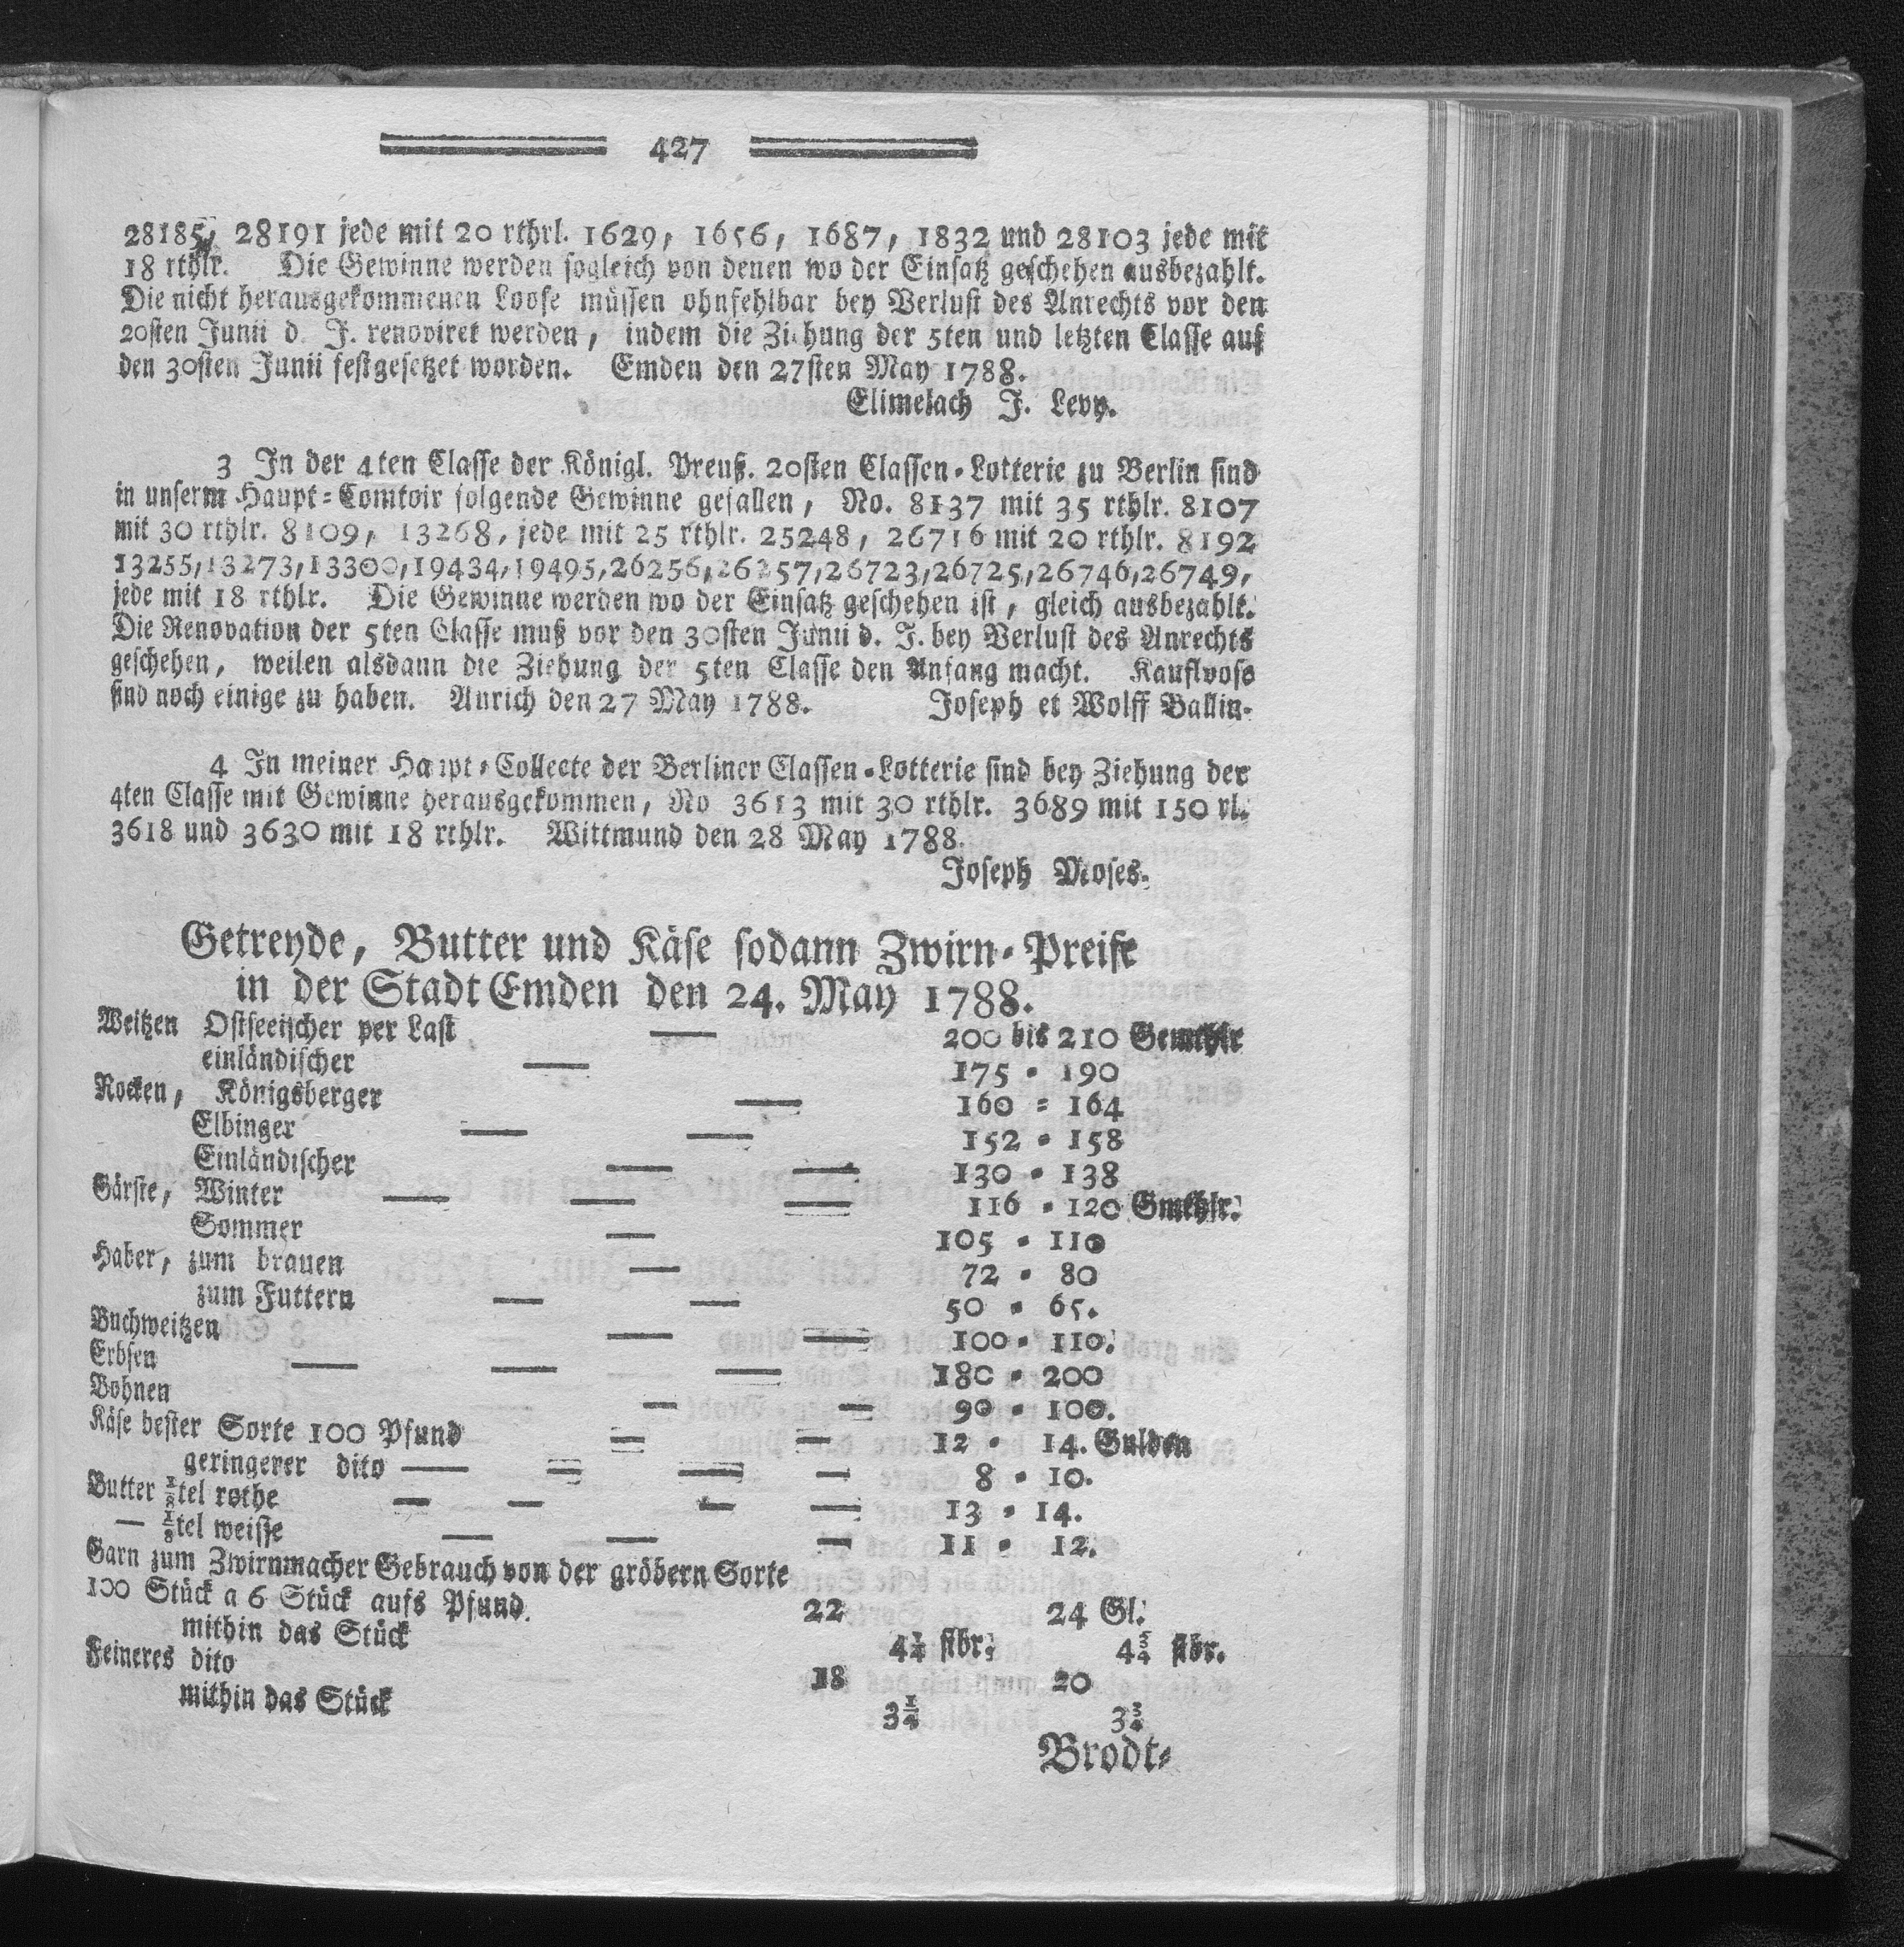 427
28185, 28191 jede mit 20 rthrl. 1629, 1656, 1687, 1832 und 28103 jede mit
18 rthlr. Die Gewinne werden sogleich von denen wo der Einsatz geschehen ausbezahlt.
Die nicht herausgekommenen Loose müssen ohnfehlbar bey Verlust des Anrechts vor den
20sten Junii d. J. renoviret werden, indem die Ziehung der 5ten und letzten Classe auf
den 30sten Junii festgesetzet worden. Emden den 27sten May 1788.
Elimelach J. Levy.
3 In der 4ten Classe der Königl. Preuß. 20sten Classen-Lotterie zu Berlin sind
in unserm Haupt-Comtoir folgende Gewinne gefallen, No. 8137 mit 35 rthlr. 8107
mit 30 rthlr. 8109, 13268, jede mit 25 rthlr. 25248, 26716 mit 20 rthlr. 8192
13255, 13273, 13300, 19434, 19495, 26256, 26257, 26723, 26725, 26746, 26749,
jede mit 18 rthlr. Die Gewinne werden wo der Einsatz geschehen ist, gleich ausbezahlt.
Die Renovation der 5ten Classe muß vor den 30sten Junii d. J. bey Verlust des Anrechts
geschehen, weilen alsdann die Ziehung der 5ten Classe den Anfang macht. Kaufloose
sind noch einige zu haben. Aurich den 27 May 1788. Joseph et Wolff Ballin.
4 In meiner Haupt-Collecte der Berliner Classen-Lotterie sind bey Ziehung der
4ten Classe mit Gewinne herausgekommen, No 3613 mit 30 rthlr. 3689 mit 150 rl.
3618 und 3630 mit 18 rthlr. Wittmund den 28 May 1788.
Joseph Moses.
Getreyde, Butter und Käse sodann Zwirn-Preise
in der Stadt Emden den 24. May 1788.
Weitzen Ostseeischer per Last — 200 bis 210 Gemthlr
einländischer — 175 - 190
Rocken, Königsberger — 160 = 164
Elbinger — — 152 - 158
Einländischer — — 130 - 138
Gärste, Winter — — — 116 - 120 Gmthlr.
Sommer — 105 - 110
Haber, zum brauen — 72 - 80
zum Futtern — — 50 - 65.
Buchweitzen — — 100 - 110.
Erbsen — — — 180 - 200
Bohnen — — 90 - 100.
Käse bester Sorte 100 Pfund — — 12 - 14. Gulden
geringerer dito — — — — 8 - 10.
Butter ⅛tel rothe — — — — 13 - 14.
— ⅛tel weisse — — — 11 - 12.
Garn zum Zwirnmacher Gebrauch von der gröbern Sorte
100 Stück a 6 Stück aufs Pfund. 22 24 Gl.
mithin das Stück stbr. stbr.
Feineres dito 18 20
mithin das Stück 3¼ 3¾
Brodt-